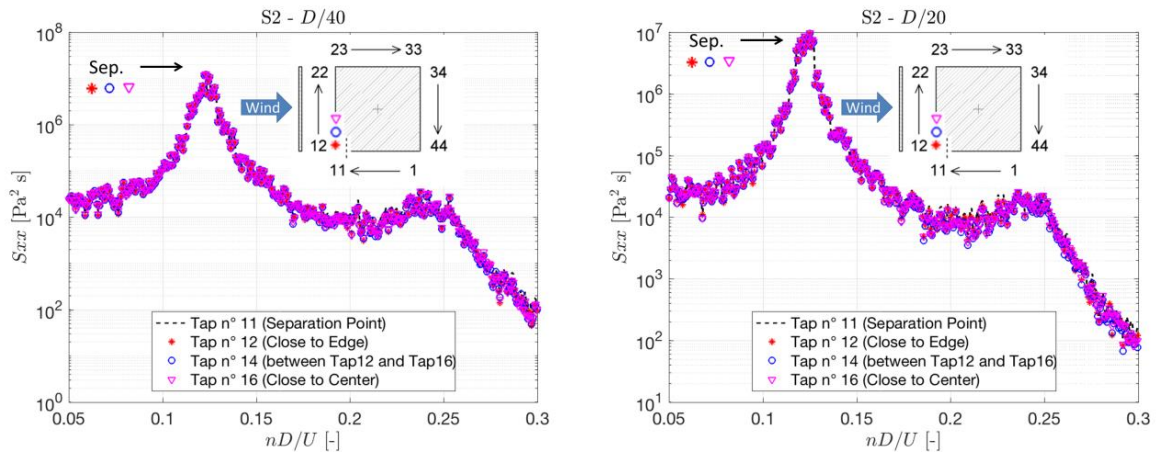 S2 - D/40
10^8
10^6
10^4
10^2
10^0
Sxx [Pa² s]
Sep.
Wind
23 33
22 34
12 44
11 1
Tap n° 11 (Separation Point)
Tap n° 12 (Close to Edge)
Tap n° 14 (between Tap12 and Tap16)
Tap n° 16 (Close to Center)
0.05 0.1 0.15 0.2 0.25 0.3
nD/U [-]
S2 - D/20
10^7
10^6
10^5
10^4
10^3
10^2
10^1
Sxx [Pa² s]
Sep.
Wind
23 33
22 34
12 44
11 1
Tap n° 11 (Separation Point)
Tap n° 12 (Close to Edge)
Tap n° 14 (between Tap12 and Tap16)
Tap n° 16 (Close to Center)
0.05 0.1 0.15 0.2 0.25 0.3
nD/U [-]